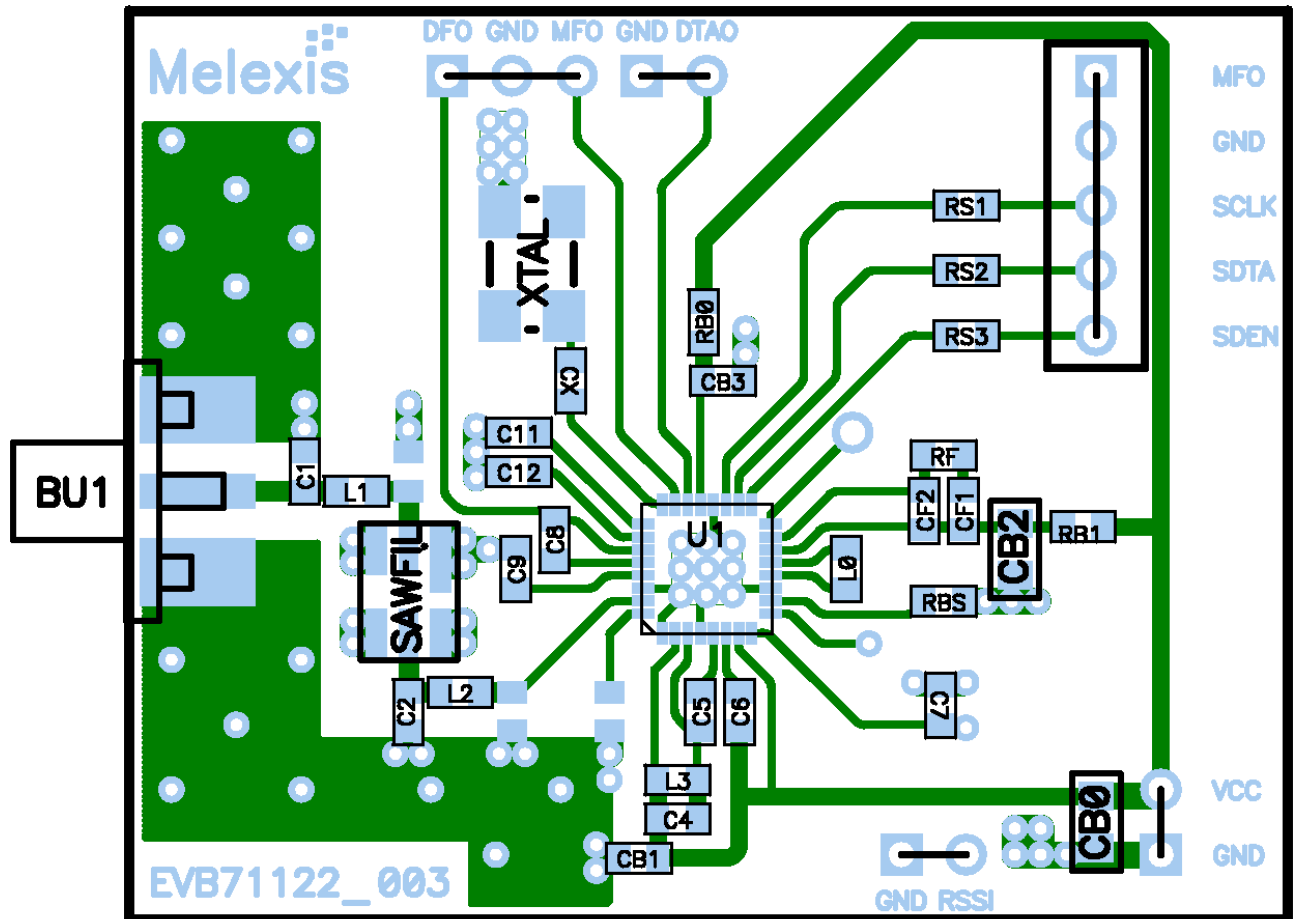 DFO GND MFO GND DTAO
Melexis
MFO
GND
SCLK
SDTA
SDEN
RS1
RS2
RS3
XTAL
RB0
CB3
CX
C11
C12
C1
L1
BU1
RF
CF2
CF1
CB2
RB1
U1
C8
C9
L0
SAWFIL
RBS
L2
C2
C5
C6
C7
L3
C4
CB1
CB0
VCC
GND
EVB71122_003
GND RSSI